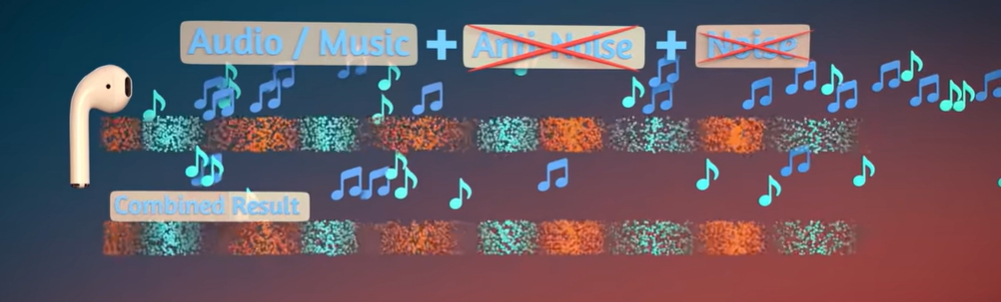 Audio / Music + Anti-Noise + Noise
Combined Result